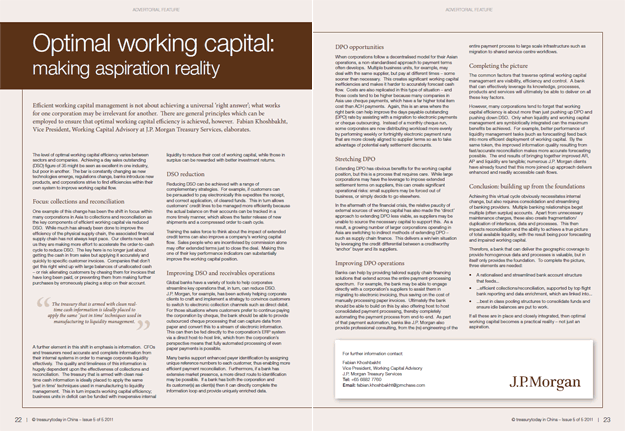 ADVERTORIAL FEATURE
Optimal working capital:
making aspiration reality
Efficient working capital management is not about achieving a universal 'right answer'; what works
for one corporation may be irrelevant for another. There are general principles which can be
employed to ensure that optimal working capital efficiency is achieved, however. Fabian Khoshbakht,
Vice President, Working Capital Advisory at J.P. Morgan Treasury Services, elaborates.
The level of optimal working capital efficiency varies between
sectors and companies. Achieving a day sales outstanding
(DSO) figure of 30 might be seen as excellent in one industry,
but poor in another. The bar is constantly changing as new
technologies emerge, regulations change, banks introduce new
products, and corporations strive to find efficiencies within their
own system to improve working capital flow.
Focus: collections and reconciliation
One example of this change has been the shift in focus within
many corporations in Asia to collections and reconciliation as
the key components of efficient working capital via reduced
DSO. While much has already been done to improve the
efficiency of the physical supply chain, the associated financial
supply chain has not always kept pace. Our clients now tell
us they are making more effort to accelerate the order-to-cash
cycle to reduce DSO. The key here is no longer just about
getting the cash in from sales but applying it accurately and
quickly to specific customer invoices. Companies that don't
get this right wind up with large balances of unallocated cash
– or risk alienating customers by chasing them for invoices that
have long been paid, or preventing them from making further
purchases by erroneously placing a stop on their account.
The treasury that is armed with clean real-
time cash information is ideally placed to
apply the same 'just in time' techniques used in
manufacturing to liquidity management.
A further element in this shift in emphasis is information. CFOs
and treasurers need accurate and complete information from
their internal systems in order to manage corporate liquidity
effectively. The quality and timeliness of this information is
hugely dependent upon the effectiveness of collections and
reconciliation. The treasury that is armed with clean real-
time cash information is ideally placed to apply the same
'just in time' techniques used in manufacturing to liquidity
management. This in turn impacts working capital efficiency;
business units in deficit can be funded with inexpensive internal
liquidity to reduce their cost of working capital, while those in
surplus can be rewarded with better investment returns.
DSO reduction
Reducing DSO can be achieved with a range of
complementary strategies. For example, if customers can
be persuaded to pay electronically this expedites the receipt,
and correct application, of cleared funds. This in turn allows
customers' credit lines to be managed more efficiently because
the actual balance on their accounts can be tracked in a
more timely manner, which allows the faster release of new
shipments and a compressed order to cash cycle.
Training the sales force to think about the impact of extended
credit terms can also improve a company's working capital
flow. Sales people who are incentivised by commission alone
may offer extended terms just to close the deal. Making this
one of their key performance indicators can substantially
improve the working capital position.
Improving DSO and receivables operations
Global banks have a variety of tools to help corporates
streamline key operations that, in turn, can reduce DSO.
J.P. Morgan, for example, has been actively helping corporate
clients to craft and implement a strategy to convince customers
to switch to electronic collection channels such as direct debit.
For those situations where customers prefer to continue paying
the corporation by cheque, the bank should be able to provide
outsourced cheque processing that can capture data from
paper and convert this to a stream of electronic information.
This can then be fed directly to the corporation's ERP system
via a direct host-to-host link, which from the corporation's
perspective means that fully automated processing of even
paper payments is possible.
Many banks support enhanced payer identification by assigning
unique reference numbers to each customer, thus enabling more
efficient payment reconciliation. Furthermore, if a bank has
extensive market presence, a more direct route to identification
may be possible. If a bank has both the corporation and
its customer(s) as client(s) then it can directly complete the
information loop and provide uniquely enriched data.
22 | © treasurytoday in China – Issue 5 of 5 2011
ADVERTORIAL FEATURE
DPO opportunities
When corporations follow a decentralised model for their Asian
operations, a non-standardised approach to payment terms
often develops. Multiple business units, for example, may
deal with the same supplier, but pay at different times – some
sooner than necessary. This creates significant working capital
inefficiencies and makes it harder to accurately forecast cash
flow. Costs are also replicated in this type of situation – and
those costs tend to be higher because many companies in
Asia use cheque payments, which have a far higher total item
cost than ACH payments. Again, this is an area where the
right bank can help improve the days payable outstanding
(DPO) ratio by assisting with a migration to electronic payments
or cheque outsourcing. Instead of a monthly cheque-run,
some corporates are now distributing workload more evenly
by performing weekly or fortnightly electronic payment runs
that are more closely aligned to supplier terms so as to take
advantage of potential early settlement discounts.
Stretching DPO
Extending DPO has obvious benefits for the working capital
position, but this is a process that requires care. While large
corporations may have the leverage to impose extended
settlement terms on suppliers, this can create significant
operational risks: small suppliers may be forced out of
business, or simply decide to go elsewhere.
In the aftermath of the financial crisis, the relative paucity of
external sources of working capital has also made the 'direct'
approach to extending DPO less viable, as suppliers may be
unable to source the necessary capital to support this. As a
result, a growing number of large corporations operating in
Asia are switching to indirect methods of extending DPO –
such as supply chain finance. This delivers a win:win situation
by leveraging the credit differential between a creditworthy
'anchor' buyer and its suppliers.
Improving DPO operations
Banks can help by providing tailored supply chain financing
solutions that extend across the entire payment-processing
spectrum. For example, the bank may be able to engage
directly with a corporation's suppliers to assist them in
migrating to electronic invoicing, thus saving on the cost of
manually processing paper invoices. Ultimately the bank
should be able to build on this by also offering host to host
consolidated payment processing, thereby completely
automating the payment process from end to end. As part
of that payment automation, banks like J.P. Morgan also
provide professional consulting, from the (re) engineering of the
entire payment process to large scale infrastructure such as
migration to shared service centre workflows.
Completing the picture
The common factors that traverse optimal working capital
management are visibility, efficiency and control. A bank
that can effectively leverage its knowledge, processes,
products and services will ultimately be able to deliver on all
these key factors.
However, many corporations tend to forget that working
capital efficiency is about more than just pushing up DPO and
pushing down DSO. Only when liquidity and working capital
management are symbiotically integrated can the maximum
benefits be achieved. For example, better performance of
liquidity management tasks (such as forecasting) feed back
into more efficient deployment of working capital. By the
same token, the improved information quality resulting from
fast/accurate reconciliation makes more accurate forecasting
possible. The end results of bringing together improved AR,
AP and liquidity are tangible; numerous J.P. Morgan clients
have already found that this more joined up approach delivers
enhanced and readily accessible cash flows.
Conclusion: building up from the foundations
Achieving this virtuous cycle obviously necessitates internal
change, but also requires consolidation and streamlining
of banking providers. Multiple banking relationships beget
multiple (often surplus) accounts. Apart from unnecessary
maintenance charges, these also create fragmentation/
duplication of interfaces, data and processes. This then
impacts reconciliation and the ability to achieve a true picture
of total available liquidity, with the result being poor forecasting
and impaired working capital.
Therefore, a bank that can deliver the geographic coverage to
provide homogenous data and processes is valuable, but in
itself only provides the foundation. To complete the picture,
three elements are needed:
• A rationalised and streamlined bank account structure
that feeds...
• ...efficient collections/reconciliation, supported by top flight
bank reporting and data enrichment, which are linked into...
• ...best in class pooling structures to consolidate funds and
ensure idle balances are put to work.
If all these are in place and closely integrated, then optimal
working capital becomes a practical reality – not just an
aspiration.
For further information contact:
Fabian Khoshbakht
Vice President, Working Capital Advisory
J.P. Morgan Treasury Services
Tel: +65 6882 7760
Email: fabian.khoshbakht@jpmchase.com
J.P.Morgan
© treasurytoday in China – Issue 5 of 5 2011 | 23